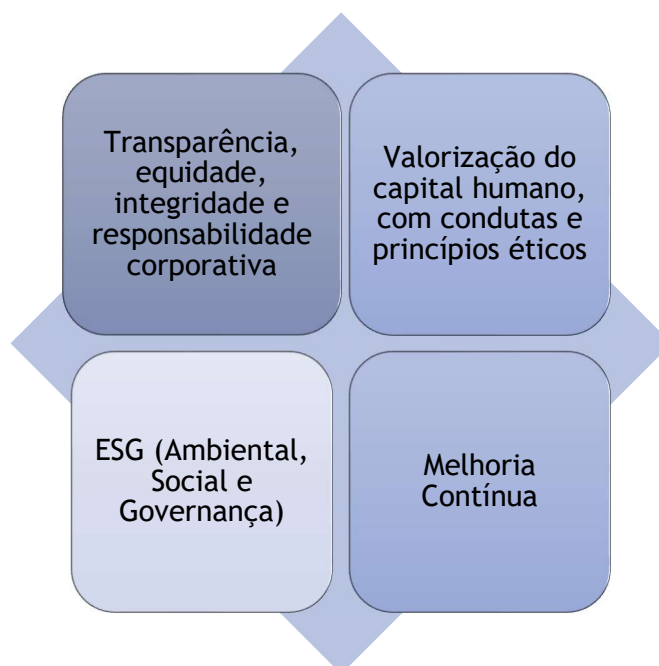 Transparência,
equidade,
integridade e
responsabilidade
corporativa
Valorização do
capital humano,
com condutas e
princípios éticos
ESG (Ambiental,
Social e
Governança)
Melhoria
Contínua